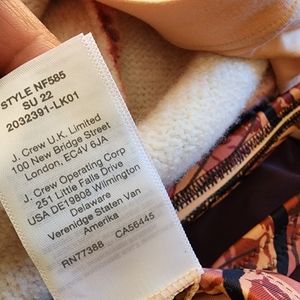 STYLE NF585
SU 22
2032391-LK01
J. Crew U.K. Limited
100 New Bridge Street
London, EC4V 6JA
J. Crew Operating Corp
251 Little Falls Drive
USA DE19808 Wilmington
Delaware
Verenidge Staten Van
Amerika
RN77388 CA56445